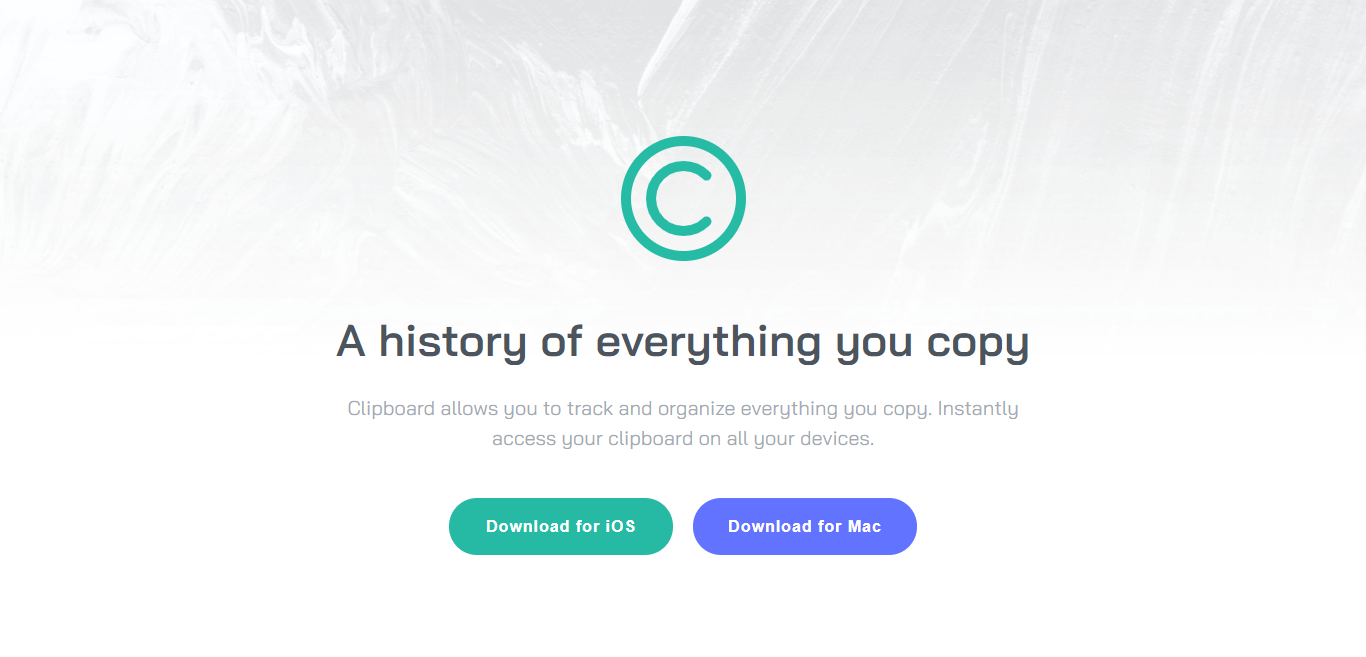 A history of everything you copy
Clipboard allows you to track and organize everything you copy. Instantly
access your clipboard on all your devices.
Download for iOS
Download for Mac